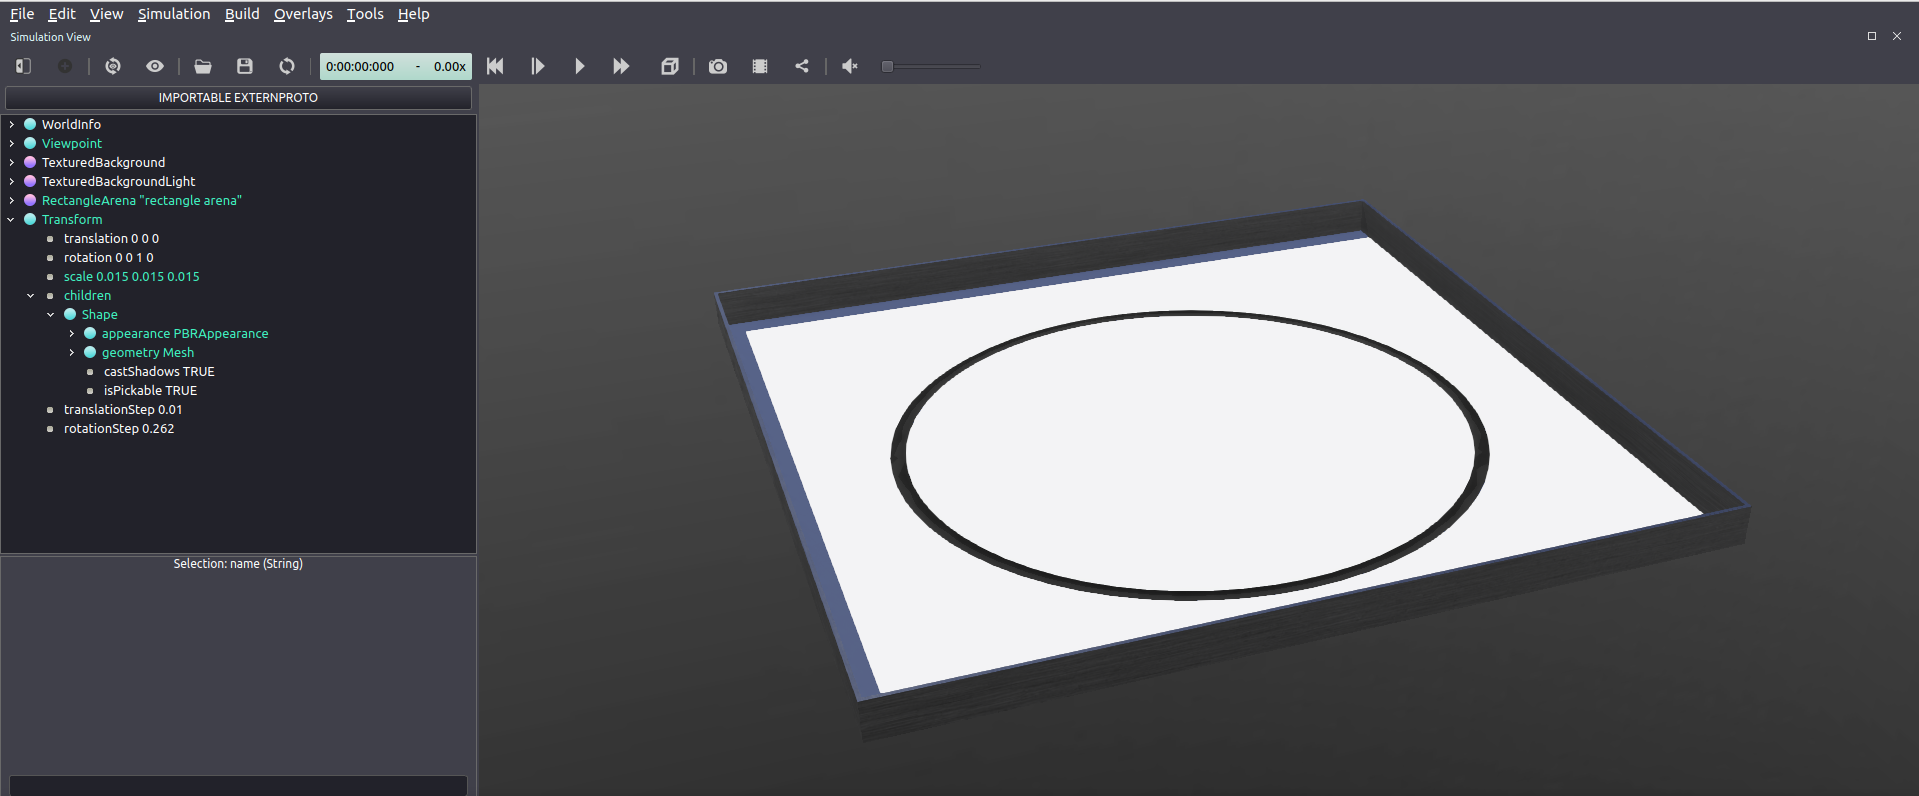 File Edit View Simulation Build Overlays Tools Help
Simulation View
0:00:00:000 - 0.00x
IMPORTABLE EXTERNPROTO
WorldInfo
Viewpoint
TexturedBackground
TexturedBackgroundLight
RectangleArena "rectangle arena"
Transform
translation 0 0 0
rotation 0 0 1 0
scale 0.015 0.015 0.015
children
Shape
appearance PBRAppearance
geometry Mesh
castShadows TRUE
isPickable TRUE
translationStep 0.01
rotationStep 0.262
Selection: name (String)